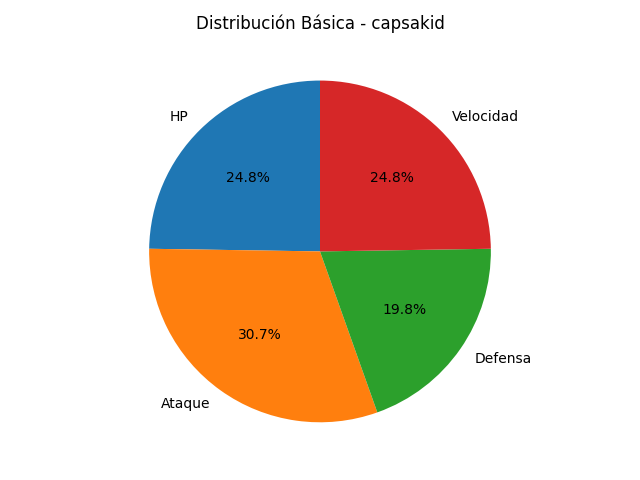 Distribución Básica - capsakid
HP
Velocidad
24.8%
24.8%
19.8%
30.7%
Defensa
Ataque